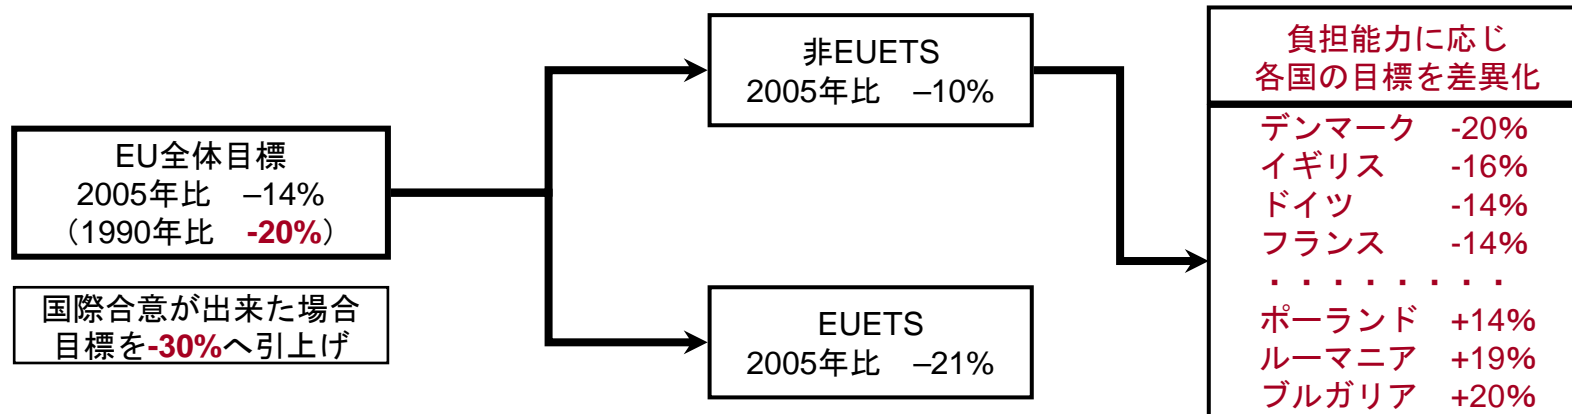 EU全体目標
2005年比　–14%
（1990年比　-20%）
国際合意が出来た場合
目標を-30%へ引上げ
非EUETS
2005年比　–10%
EUETS
2005年比　–21%
負担能力に応じ
各国の目標を差異化
デンマーク　-20%
イギリス　-16%
ドイツ　-14%
フランス　-14%
・・・・・・・・
ポーランド　+14%
ルーマニア　+19%
ブルガリア　+20%